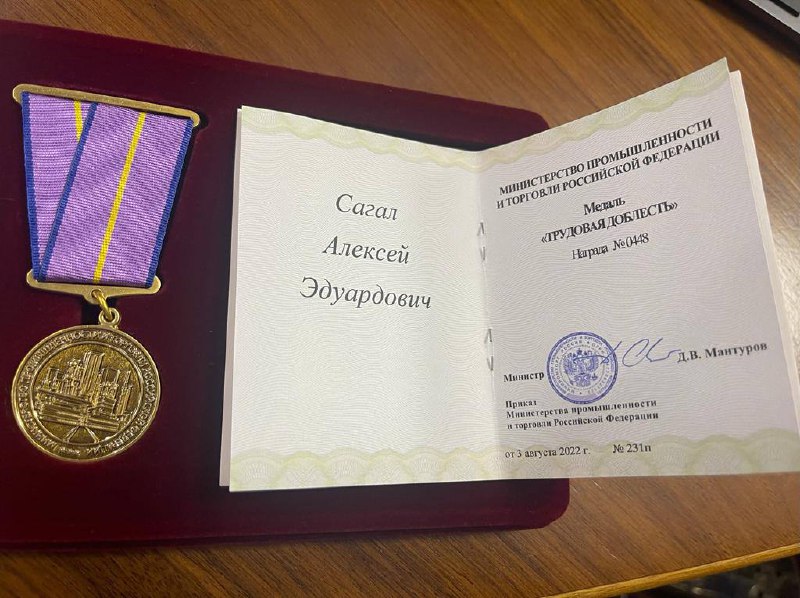 Сагал
Алексей
Эдуардович
МИНИСТЕРСТВО ПРОМЫШЛЕННОСТИ
И ТОРГОВЛИ РОССИЙСКОЙ ФЕДЕРАЦИИ
Медаль
«ТРУДОВАЯ ДОБЛЕСТЬ»
Награда №0448
Министр
Д.В. Мантуров
Приказ
Министерства промышленности
и торговли Российской Федерации
от 3 августа 2022 г. № 231п